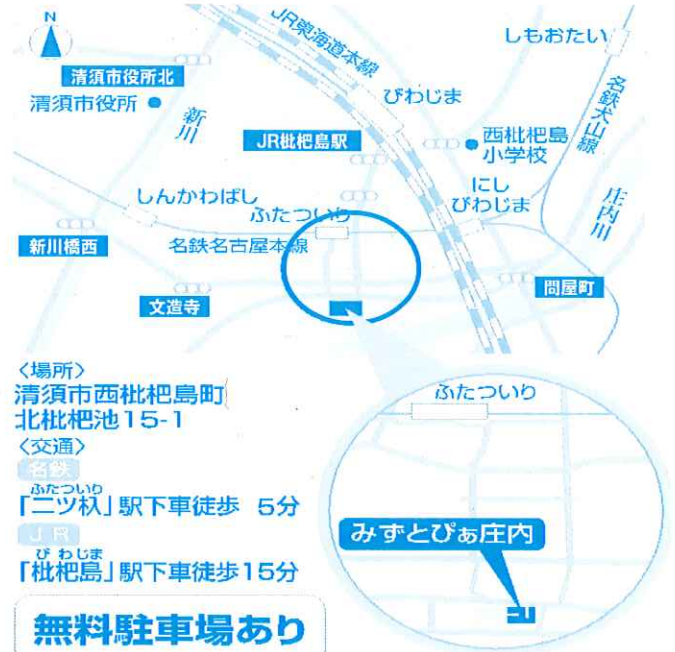 N
JR東海道本線
しもおたい
清須市役所北
清須市役所
新川
びわじま
名鉄犬山線
JR枇杷島駅
西枇杷島
小学校
しんかわばし
ふたついり
にし
びわじま
庄内川
新川橋西
名鉄名古屋本線
文造寺
問屋町
〈場所〉
清須市西枇杷島町
北枇杷池15-1
〈交通〉
名鉄
ふたついり
「二ツ杁」駅下車徒歩 5分
JR
びわじま
「枇杷島」駅下車徒歩15分
無料駐車場あり
ふたついり
みずとぴぁ庄内